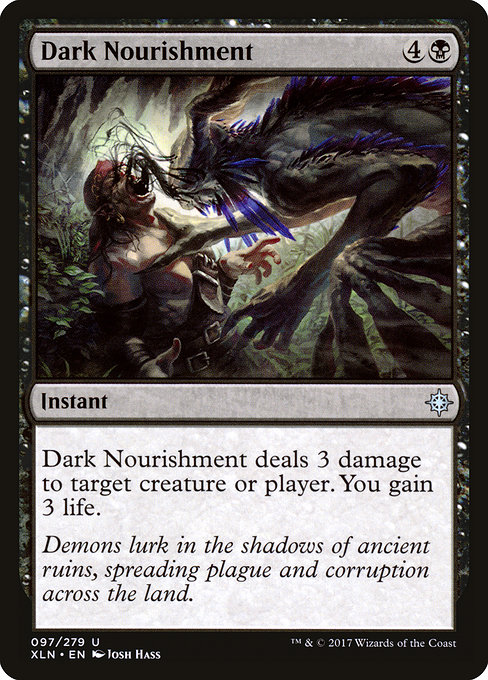 Dark Nourishment 4
Instant
Dark Nourishment deals 3 damage
to target creature or player. You gain
3 life.
Demons lurk in the shadows of ancient
ruins, spreading plague and corruption
across the land.
097/279 U
XLN • EN Josh Hass
™ & © 2017 Wizards of the Coast